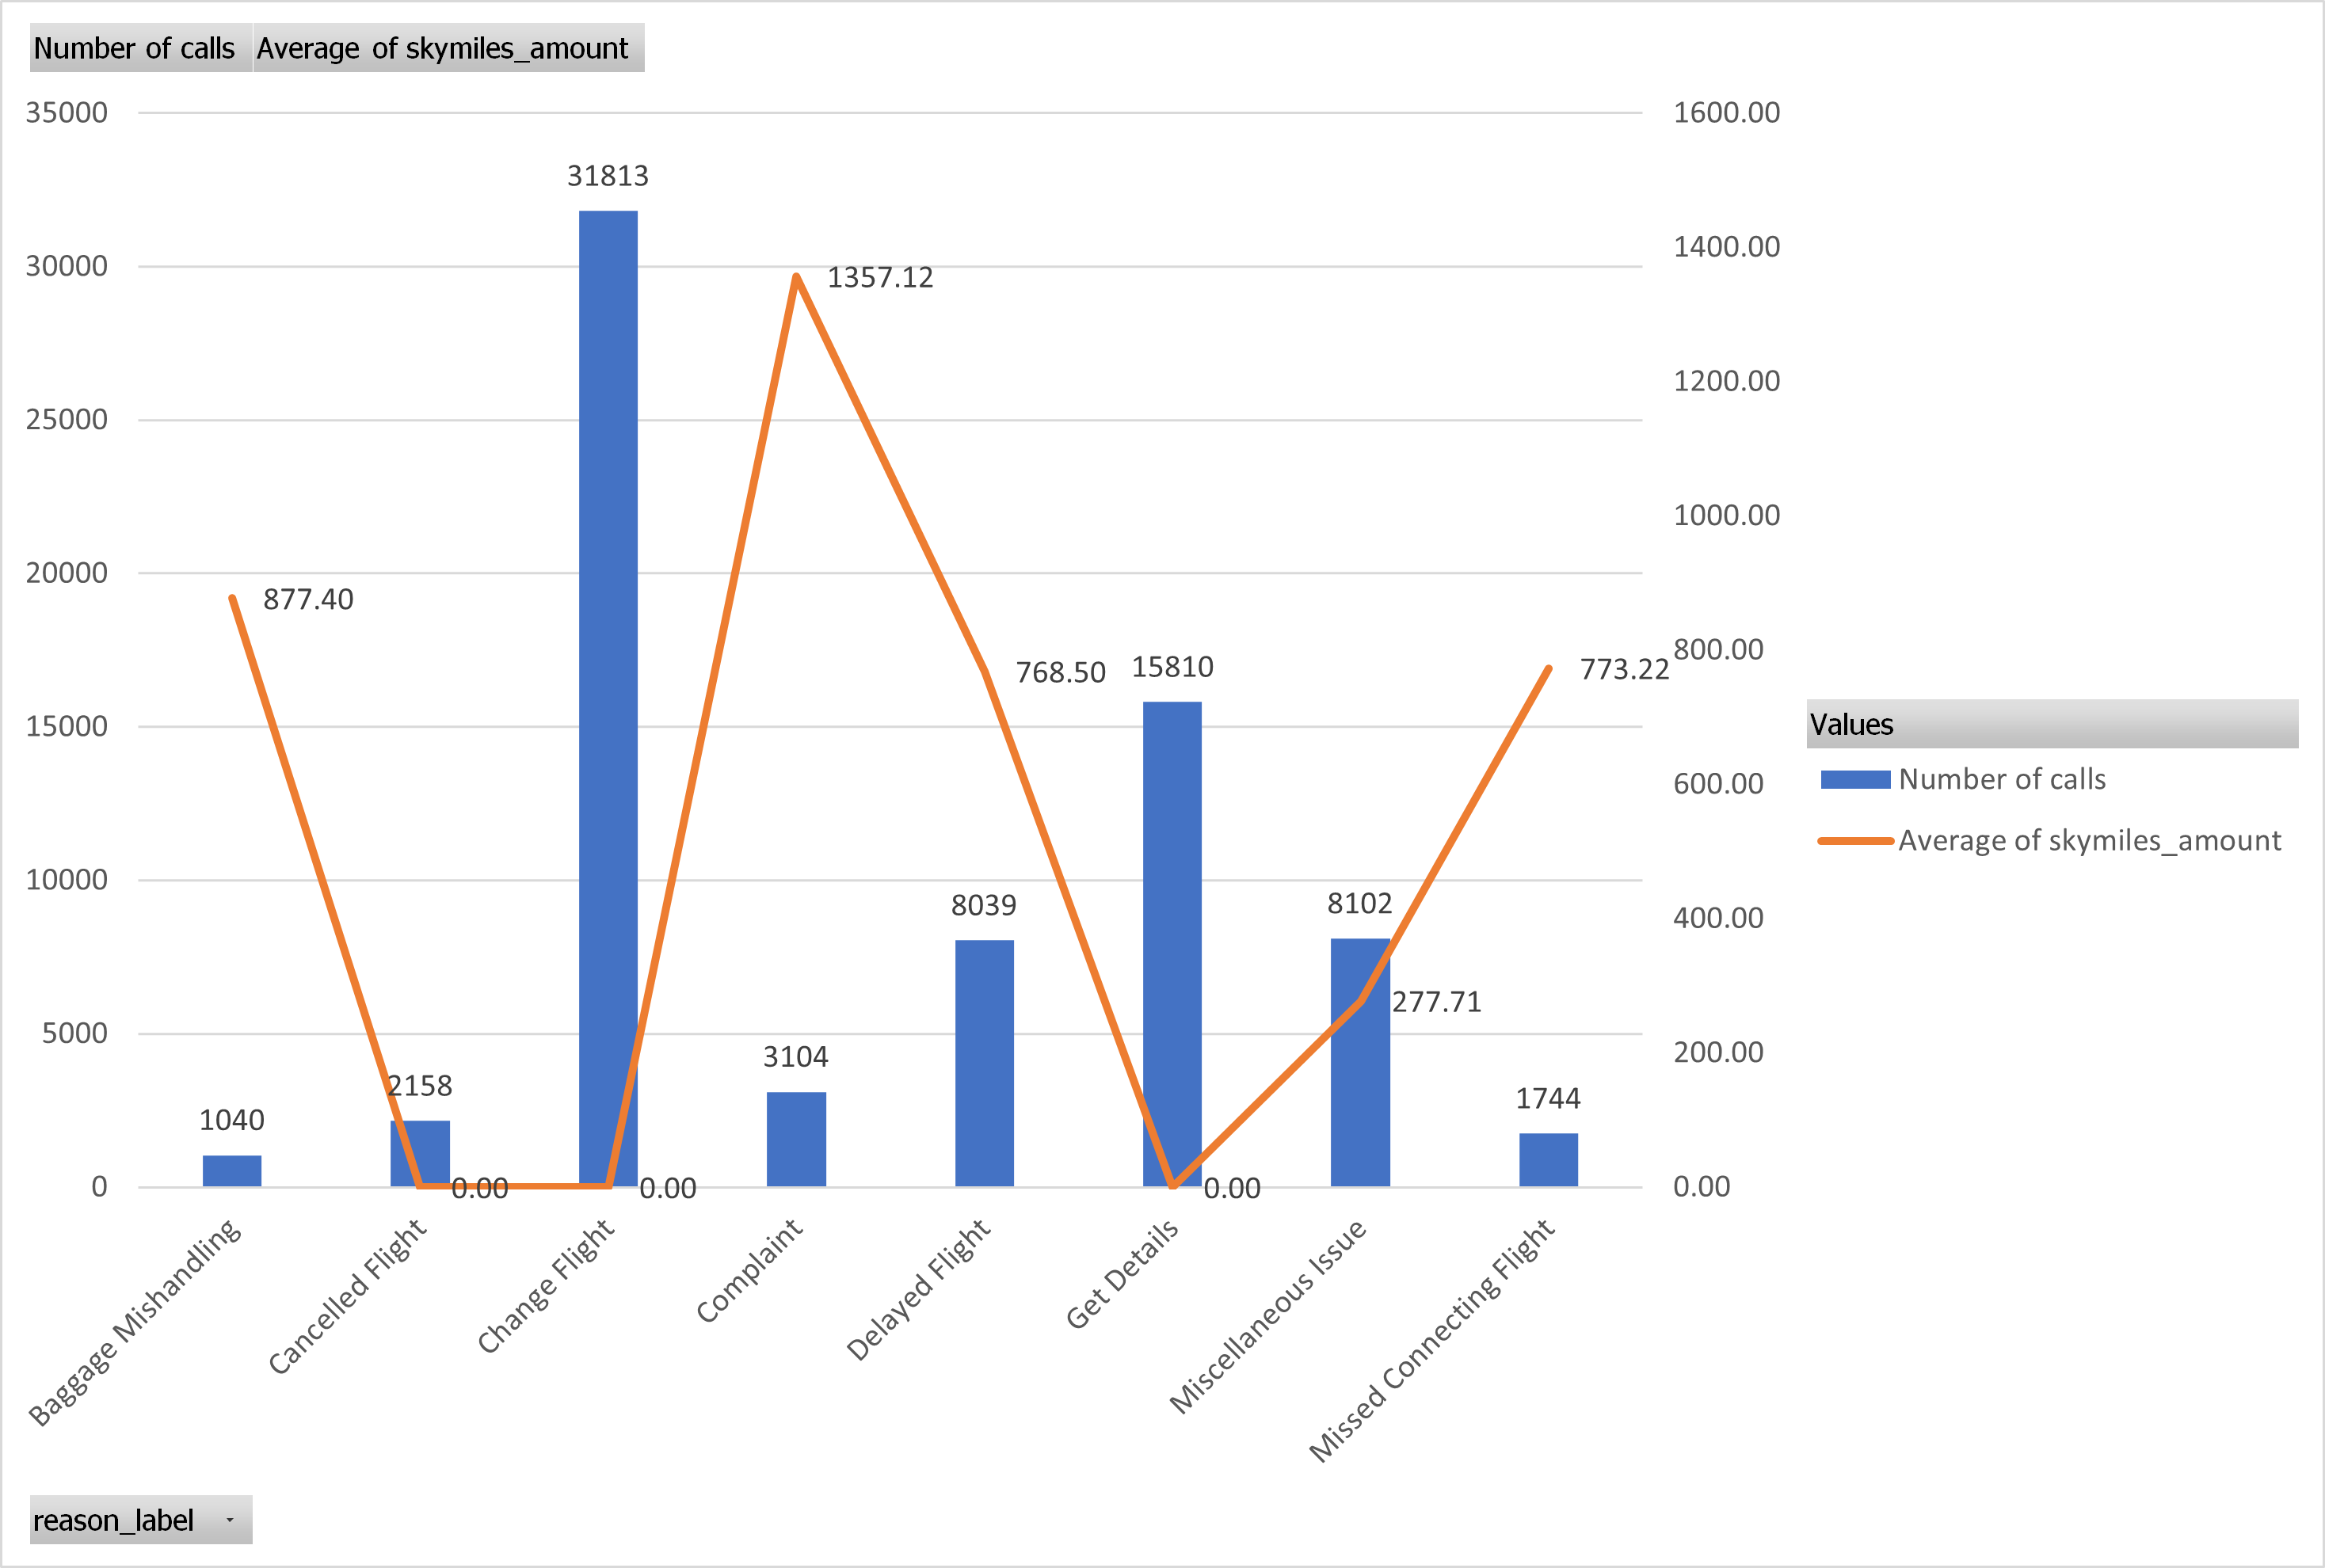 Number of calls Average of skymiles_amount
35000 1600.00
31813
1400.00
30000 1357.12
1200.00
25000
1000.00
20000
877.40
800.00
768.50 15810 773.22
15000
Values
Number of calls
600.00
Average of skymiles_amount
10000
8039 8102
400.00
277.71
5000
200.00
3104
2158
1040 1744
0 0.00 0.00 0.00 0.00
Baggage Mishandling
Cancelled Flight
Change Flight
Complaint
Delayed Flight
Get Details
Miscellaneous Issue
Missed Connecting Flight
reason_label